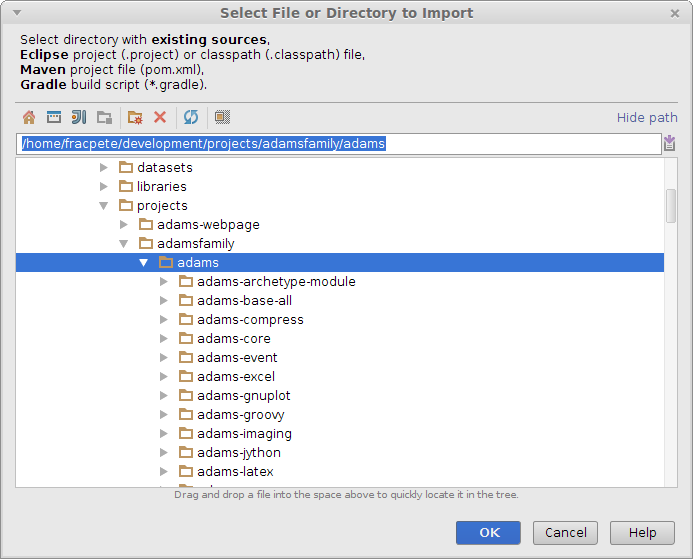 Select File or Directory to Import
Select directory with existing sources,
Eclipse project (.project) or classpath (.classpath) file,
Maven project file (pom.xml),
Gradle build script (*.gradle).
Hide path
/home/fracpete/development/projects/adamsfamily/adams
datasets
libraries
projects
adams-webpage
adamsfamily
adams
adams-archetype-module
adams-base-all
adams-compress
adams-core
adams-event
adams-excel
adams-gnuplot
adams-groovy
adams-imaging
adams-jython
adams-latex
Drag and drop a file into the space above to quickly locate it in the tree.
OK Cancel Help